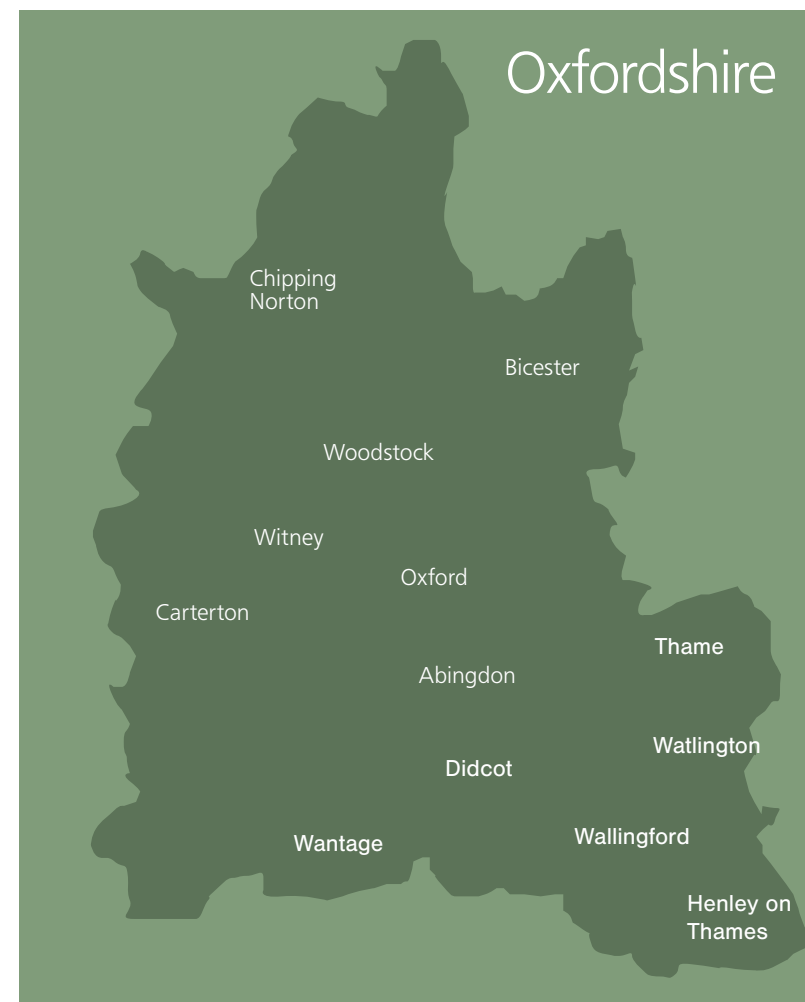 Oxfordshire
Chipping
Norton
Bicester
Woodstock
Witney
Oxford
Carterton
Thame
Abingdon
Watlington
Didcot
Wallingford
Wantage
Henley on
Thames